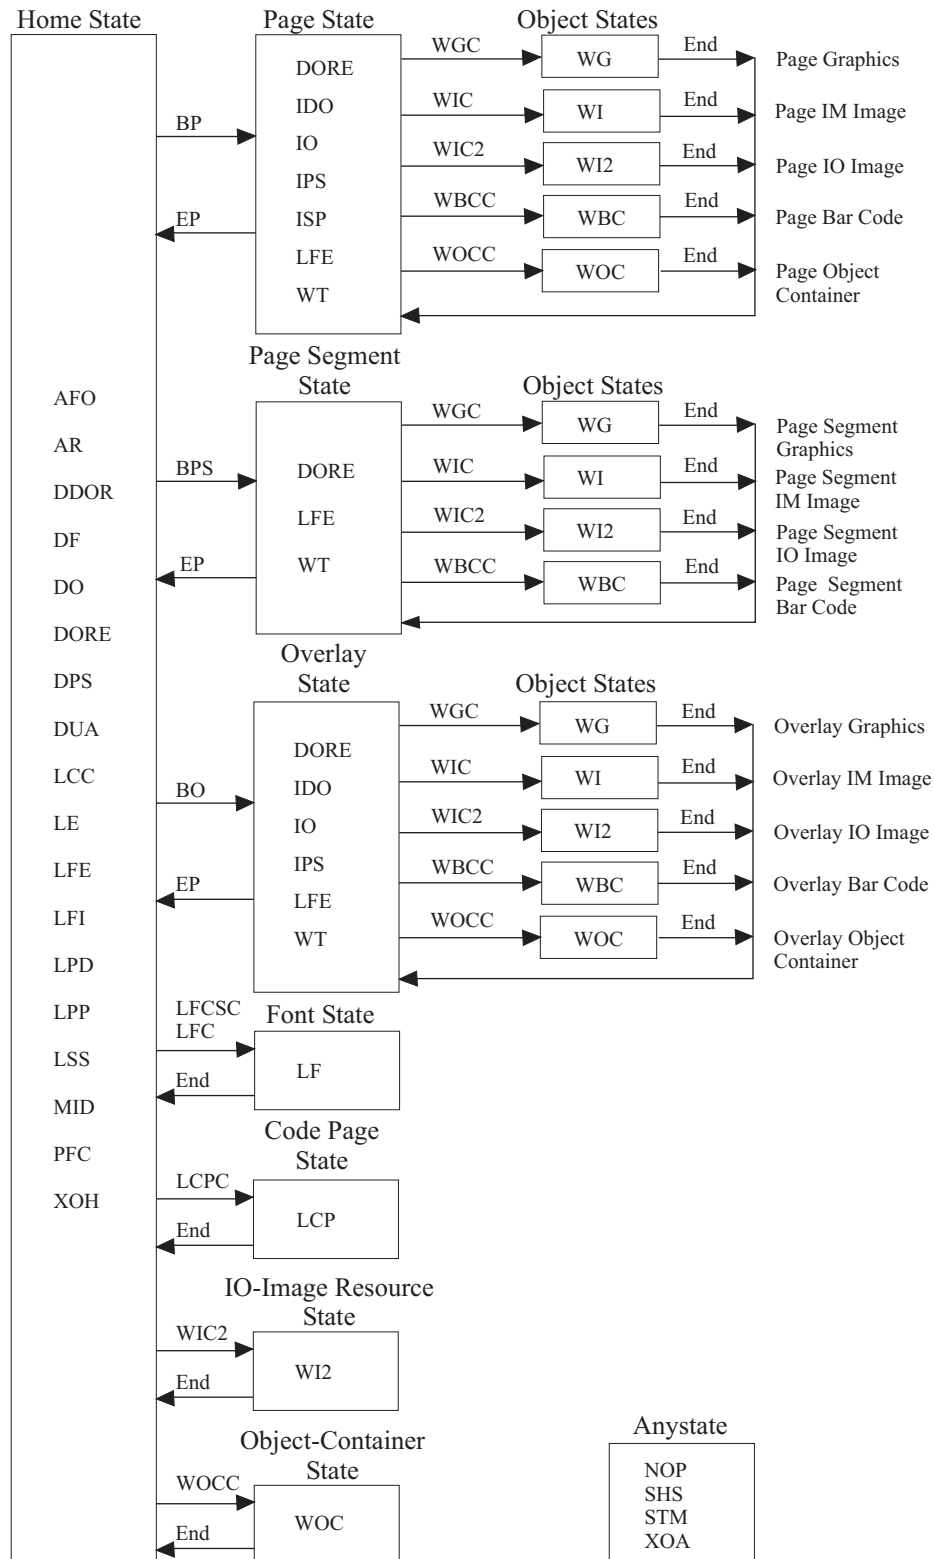 Home State
Page State
Object States
DORE
IDO
IO
IPS
ISP
LFE
WT
BP
EP
WGC
WG
End
Page Graphics
WIC
WI
End
Page IM Image
WIC2
WI2
End
Page IO Image
WBCC
WBC
End
Page Bar Code
WOCC
WOC
End
Page Object
Container
AFO
AR
DDOR
DF
DO
DORE
DPS
DUA
LCC
LE
LFE
LFI
LPD
LPP
LSS
MID
PFC
XOH
Page Segment
State
Object States
BPS
EP
DORE
LFE
WT
WGC
WG
End
Page Segment
Graphics
WIC
WI
End
Page Segment
IM Image
WIC2
WI2
End
Page Segment
IO Image
WBCC
WBC
End
Page Segment
Bar Code
Overlay
State
Object States
BO
EP
DORE
IDO
IO
IPS
LFE
WT
WGC
WG
End
Overlay Graphics
WIC
WI
End
Overlay IM Image
WIC2
WI2
End
Overlay IO Image
WBCC
WBC
End
Overlay Bar Code
WOCC
WOC
End
Overlay Object
Container
LFCSC
LFC
End
Font State
LF
Code Page
State
LCPC
End
LCP
IO-Image Resource
State
WIC2
End
WI2
Object-Container
State
WOCC
End
WOC
Anystate
NOP
SHS
STM
XOA